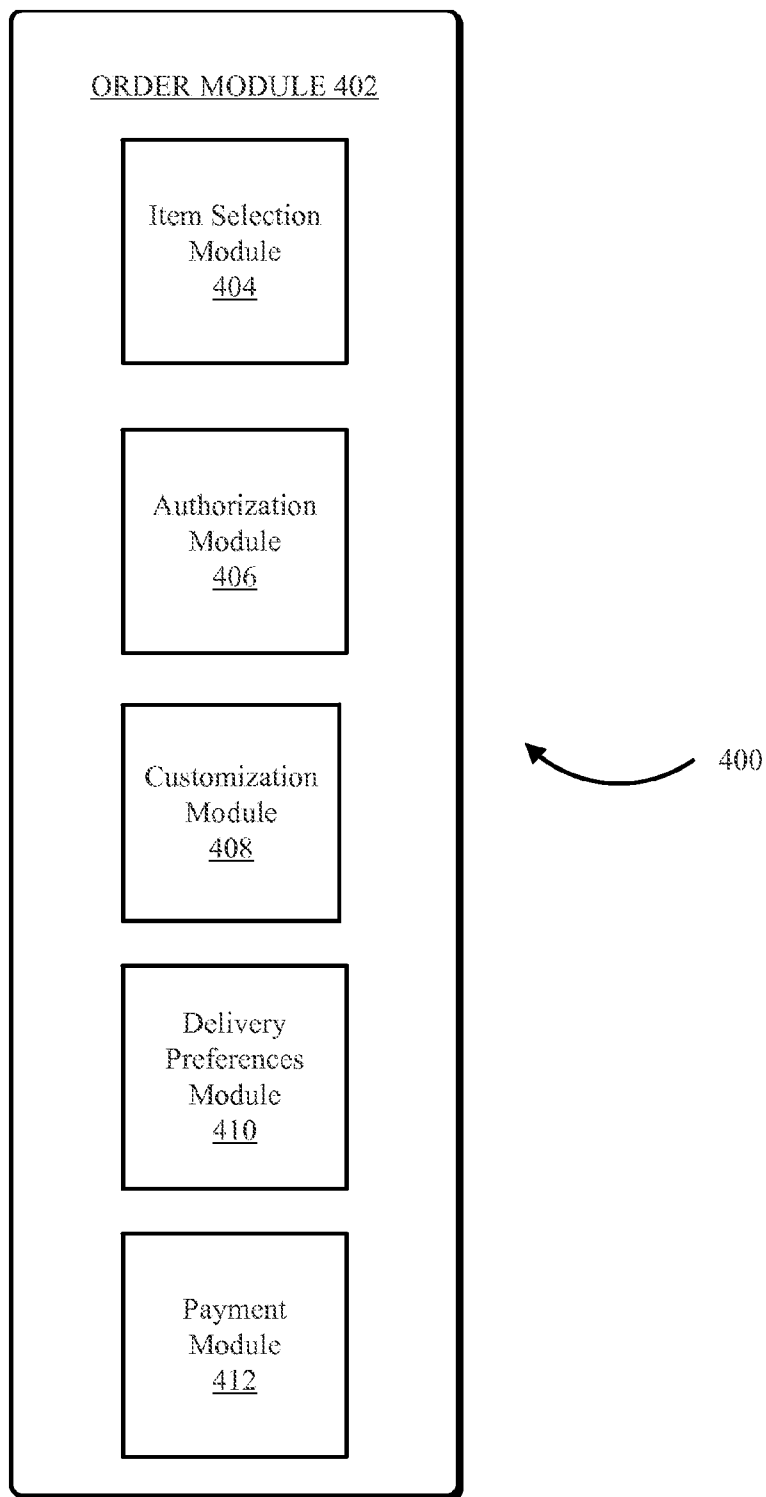 ORDER MODULE 402
Item Selection
Module
404
Authorization
Module
406
Customization
Module
408
400
Delivery
Preferences
Module
410
Payment
Module
412